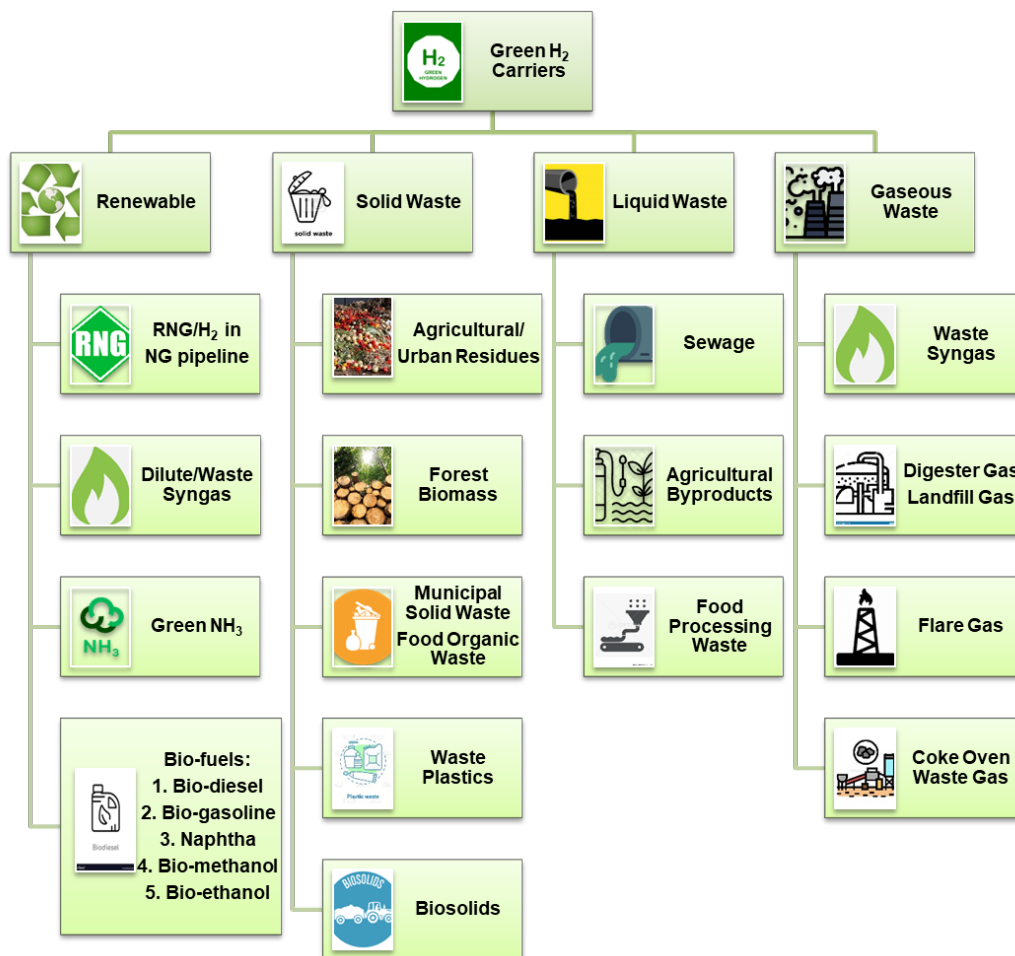 H2
GREEN
HYDROGEN
Green H2
Carriers
Renewable
solid waste
Solid Waste
Liquid Waste
Gaseous
Waste
RNG
RNG/H2 in
NG pipeline
Agricultural/
Urban Residues
Sewage
Waste
Syngas
Dilute/Waste
Syngas
Forest
Biomass
Agricultural
Byproducts
Digester Gas
Landfill Gas
NH3
Green NH3
Municipal
Solid Waste
Food Organic
Waste
Food
Processing
Waste
Flare Gas
Biodiesel
Bio-fuels:
1. Bio-diesel
2. Bio-gasoline
3. Naphtha
4. Bio-methanol
5. Bio-ethanol
Plastic waste
Waste
Plastics
Coke Oven
Waste Gas
BIOSOLIDS
Biosolids